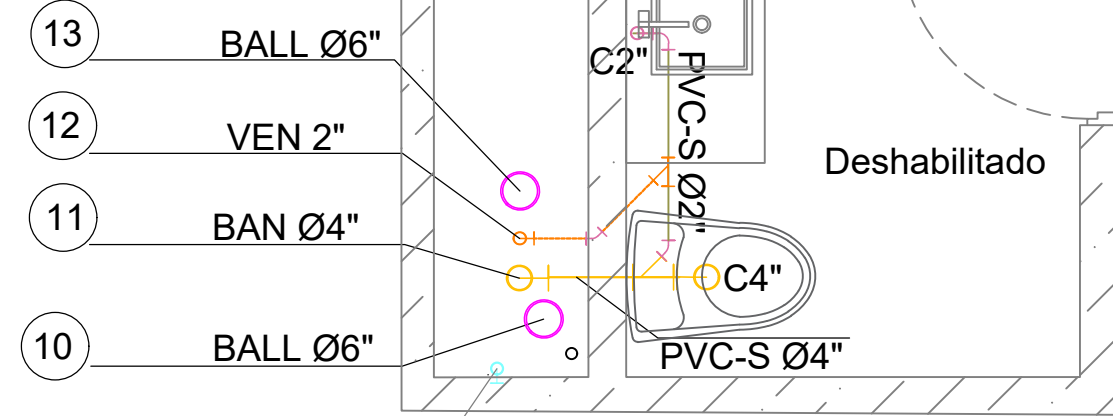 13
BALL Ø6"
C2"
PVC-S Ø2"
12
VEN 2"
Deshabilitado
11
BAN Ø4"
C4"
10
BALL Ø6"
PVC-S Ø4"